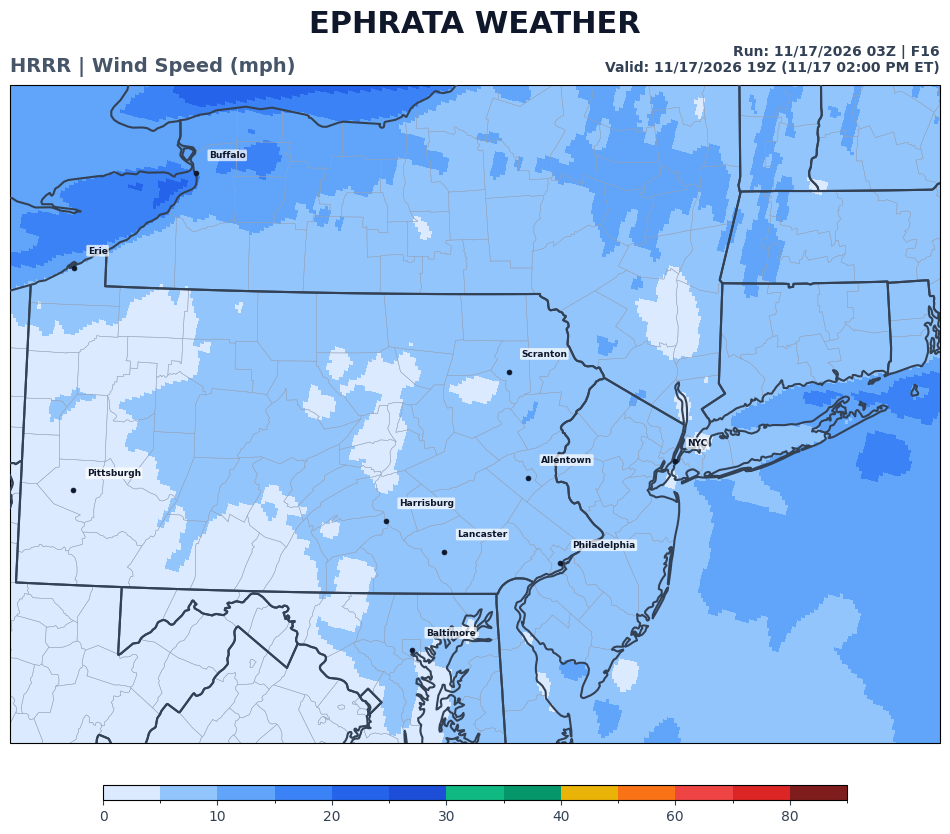 EPHRATA WEATHER
Run: 11/17/2026 03Z | F16
HRRR | Wind Speed (mph)
Valid: 11/17/2026 19Z (11/17 02:00 PM ET)
Buffalo
Erie
Scranton
NYC
Allentown
Pittsburgh
Harrisburg
Lancaster
Philadelphia
Baltimore
0 10 20 30 40 60 80